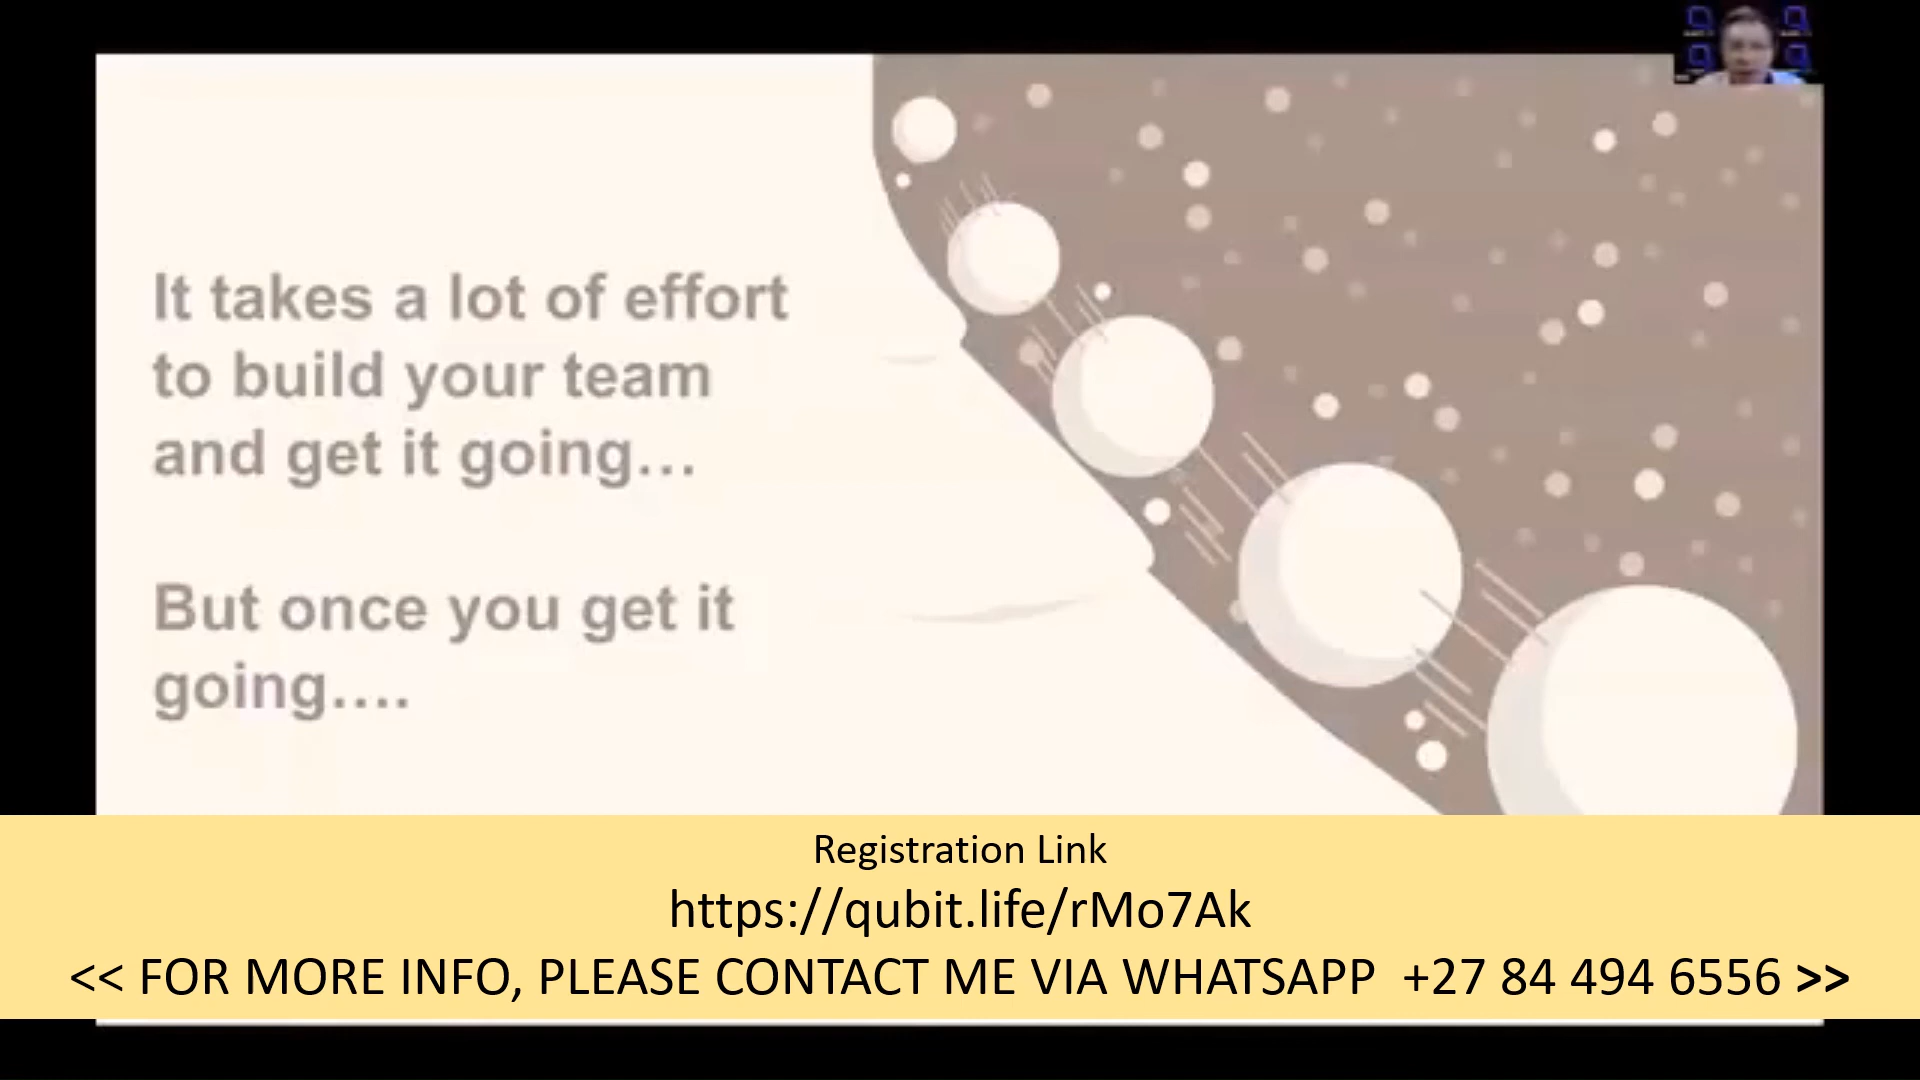 It takes a lot of effort
to build your team
and get it going...
But once you get it
going....
Registration Link
https://qubit.life/rMo7Ak
<< FOR MORE INFO, PLEASE CONTACT ME VIA WHATSAPP  +27 84 494 6556 >>